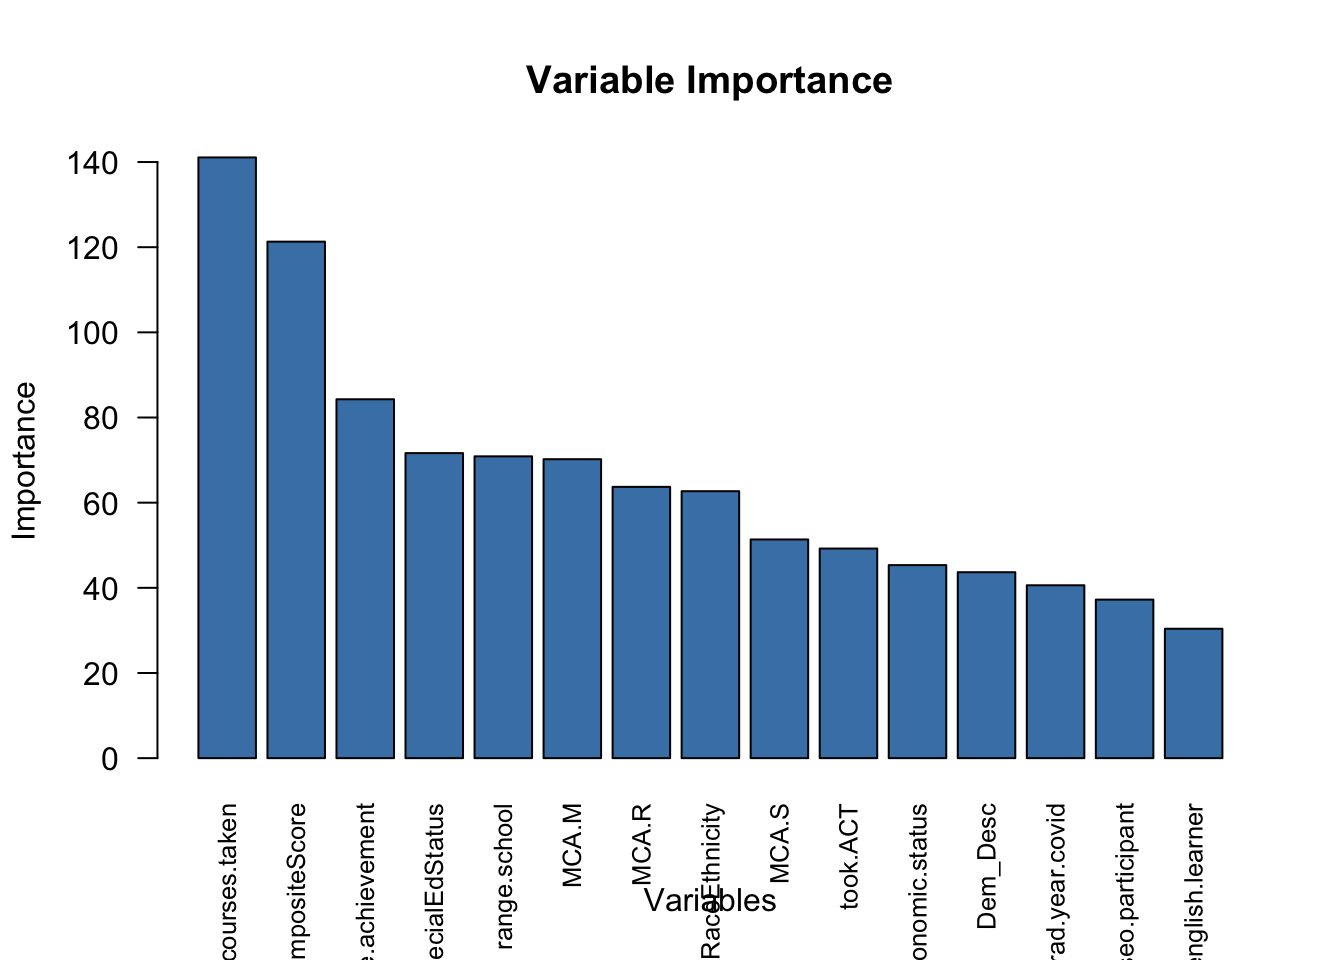 Variable Importance
Importance
140
120
100
80
60
40
20
0
courses.taken
mpositeScore
e.achievement
ecialEdStatus
range.school
MCA.M
MCA.R
RaceEthnicity
MCA.S
took.ACT
onomic.status
Dem_Desc
rad.year.covid
seo.participant
english.learner
Variables